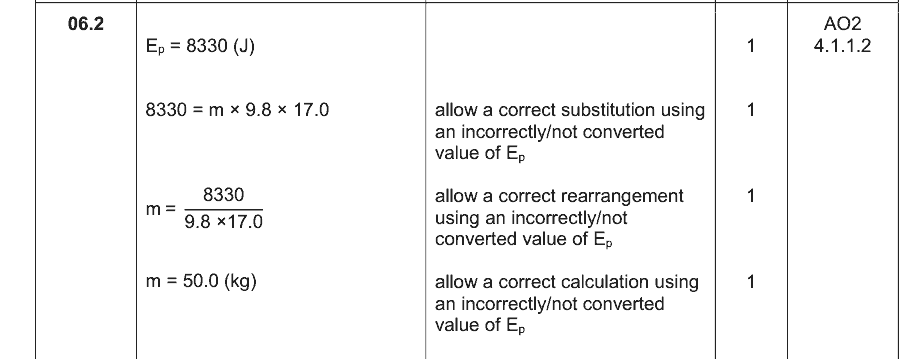 06.2
AO2
Eₚ = 8330 (J)
1
4.1.1.2
8330 = m × 9.8 × 17.0
allow a correct substitution using
1
an incorrectly/not converted
value of Eₚ
m = 8330
9.8 ×17.0
allow a correct rearrangement
1
using an incorrectly/not
converted value of Eₚ
m = 50.0 (kg)
allow a correct calculation using
1
an incorrectly/not converted
value of Eₚ